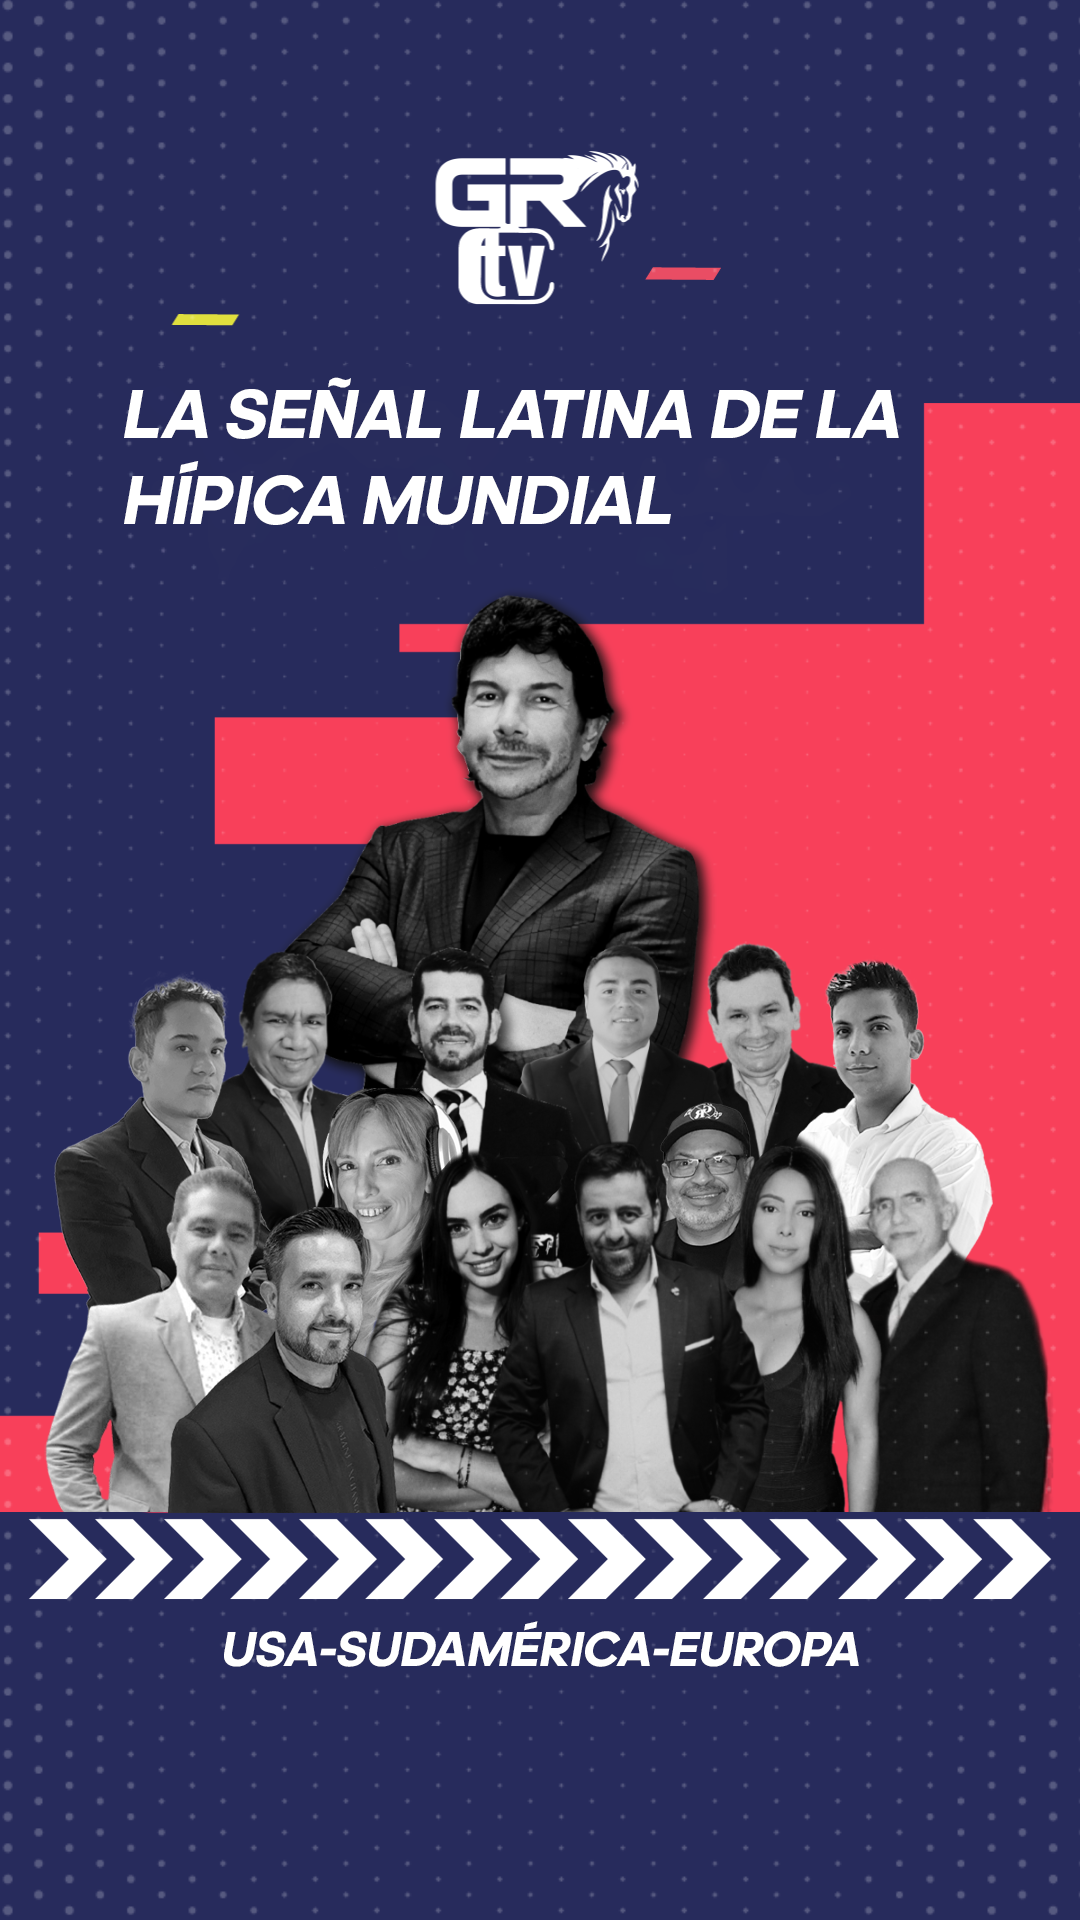 GR
tv
LA SEÑAL LATINA DE LA
HÍPICA MUNDIAL
USA-SUDAMÉRICA-EUROPA